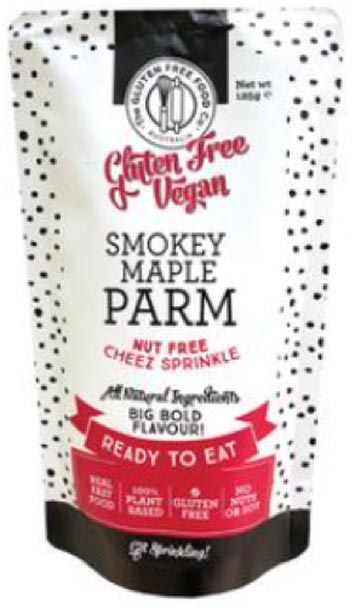 THE GLUTEN FREE FOOD CO.
AUSTRALIA
Net wt
125g e
Gluten Free
& Vegan
SMOKEY
MAPLE
PARM
NUT FREE
CHEEZ SPRINKLE
All Natural Ingredients
BIG BOLD
FLAVOUR!
READY TO EAT
REAL
FAST
FOOD
100%
PLANT
BASED
GLUTEN
FREE
NO
NUTS
OR SOY
Get Sprinkling!